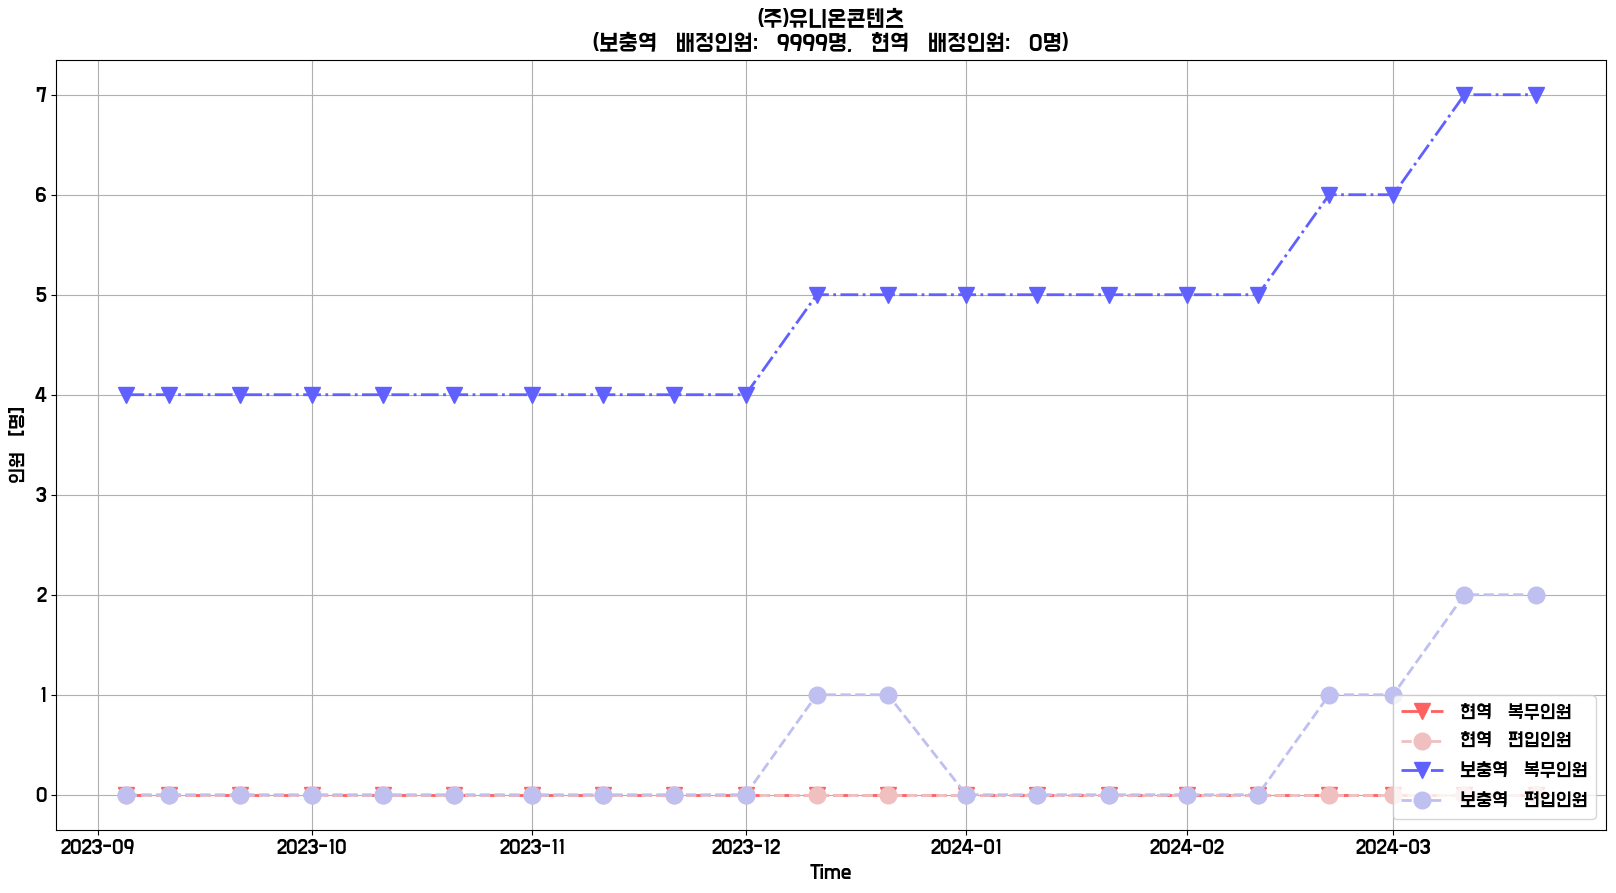 (주)유니온콘텐츠
(보충역 배정인원: 9999명, 현역 배정인원: 0명)
7
6
5
4
3
2
1
0
인원 [명]
2023-09 2023-10 2023-11 2023-12 2024-01 2024-02 2024-03
Time
현역 복무인원
현역 편입인원
보충역 복무인원
보충역 편입인원